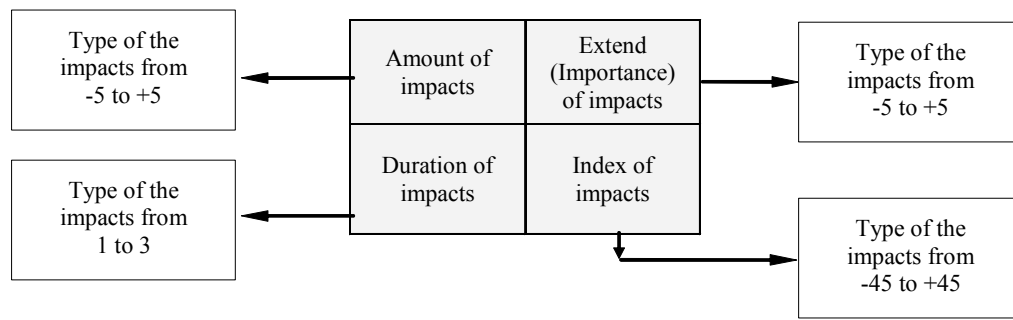 Type of the
impacts from
-5 to +5
Amount of
impacts
Extend
(Importance)
of impacts
Type of the
impacts from
-5 to +5
Type of the
impacts from
1 to 3
Duration of
impacts
Index of
impacts
Type of the
impacts from
-45 to +45